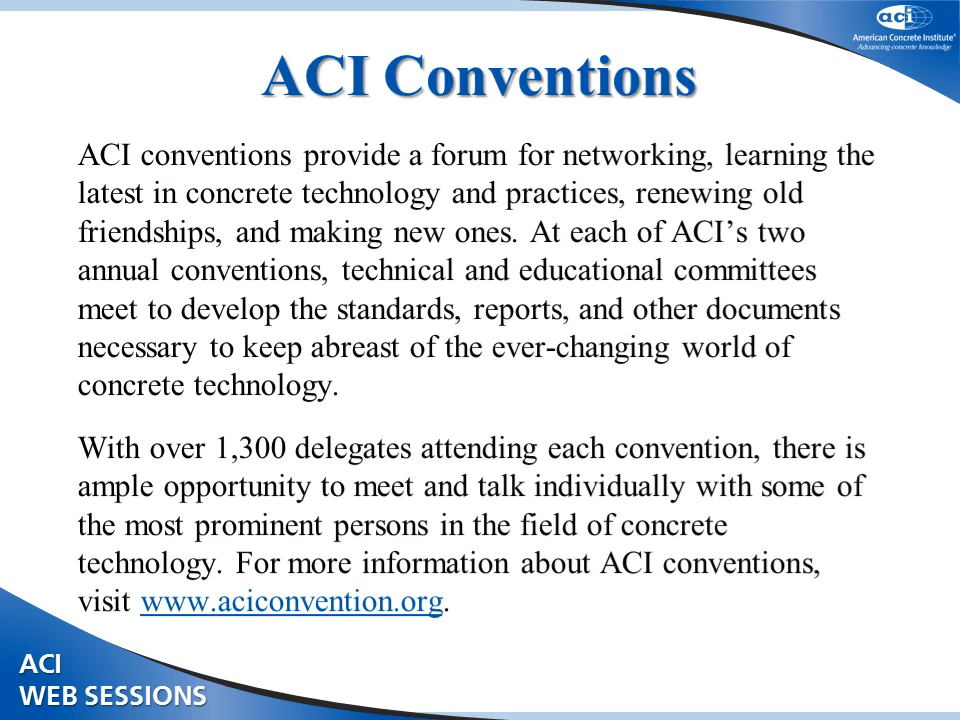 aci
American Concrete Institute®
Advancing concrete knowledge
ACI Conventions
ACI conventions provide a forum for networking, learning the
latest in concrete technology and practices, renewing old
friendships, and making new ones. At each of ACI’s two
annual conventions, technical and educational committees
meet to develop the standards, reports, and other documents
necessary to keep abreast of the ever-changing world of
concrete technology.
With over 1,300 delegates attending each convention, there is
ample opportunity to meet and talk individually with some of
the most prominent persons in the field of concrete
technology. For more information about ACI conventions,
visit www.aciconvention.org.
ACI
WEB SESSIONS